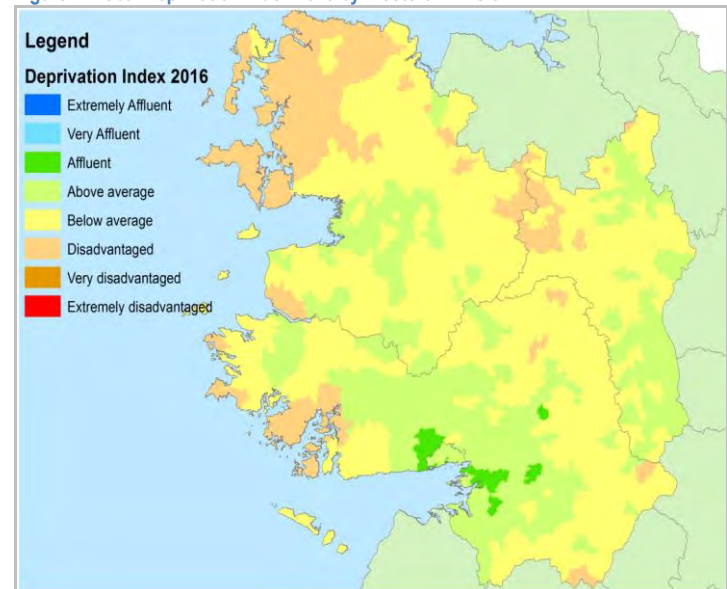 Legend
Deprivation Index 2016
Extremely Affluent
Very Affluent
Affluent
Above average
Below average
Disadvantaged
Very disadvantaged
Extremely disadvantaged